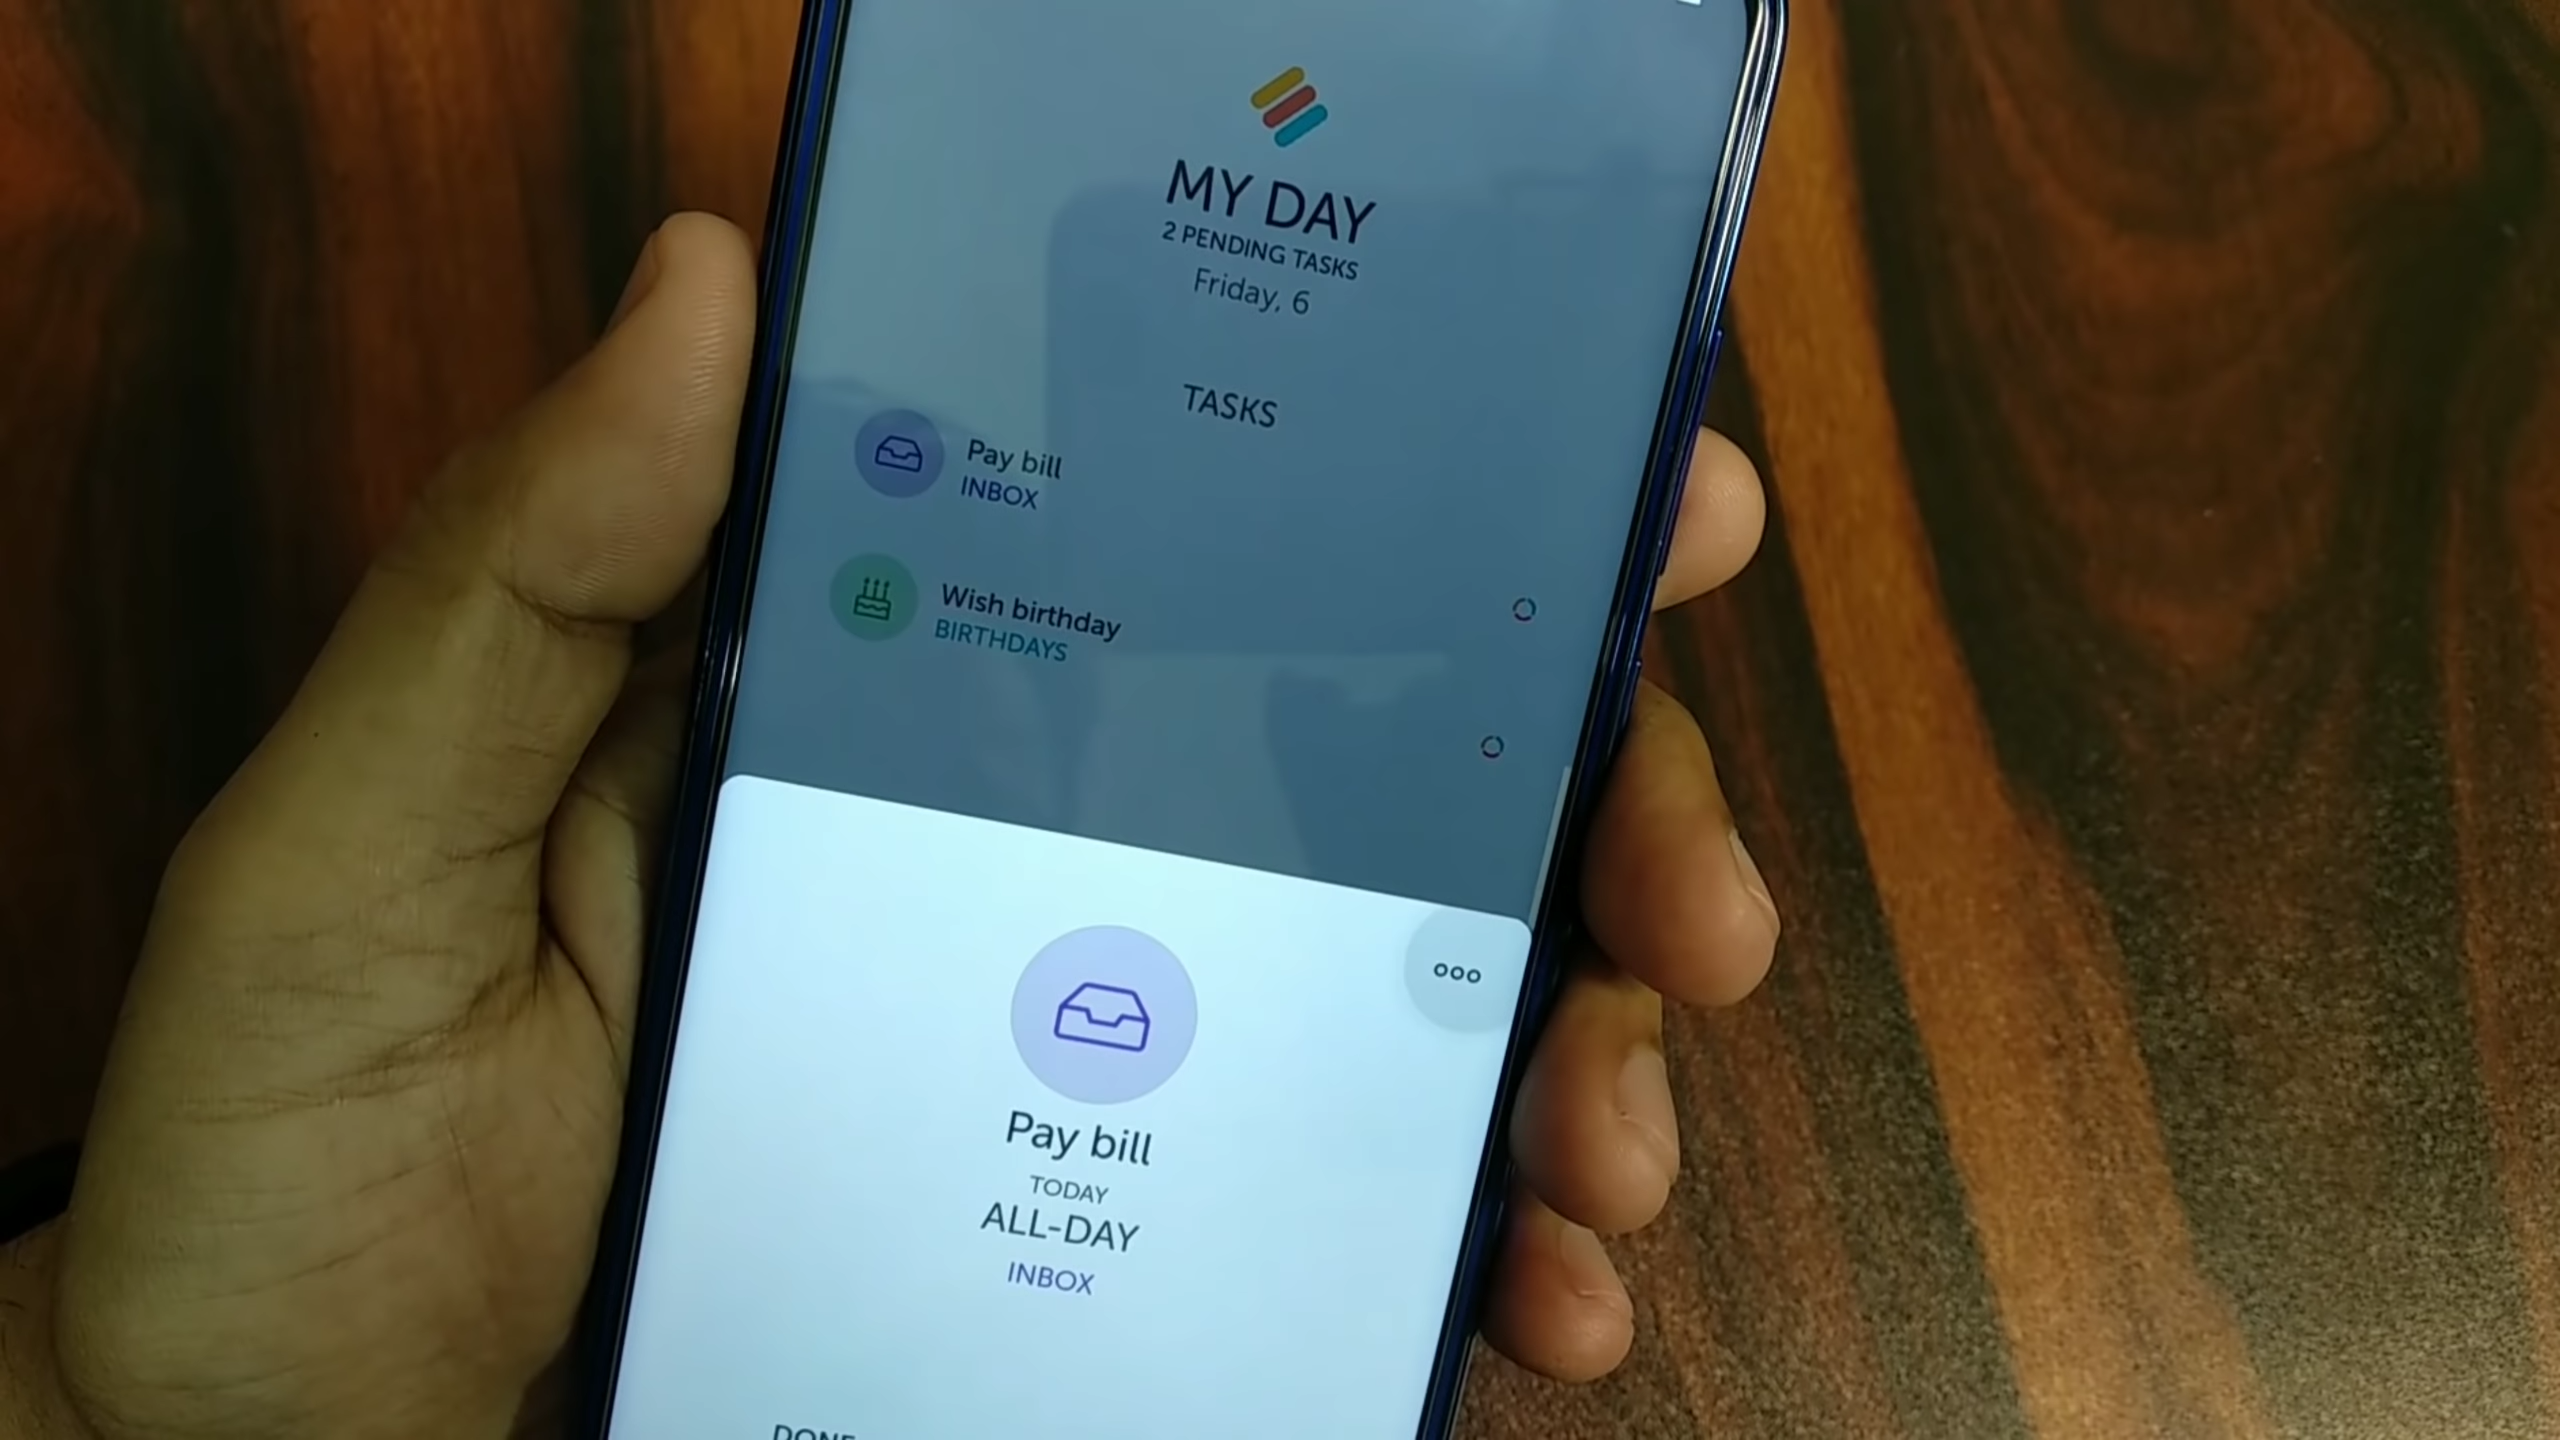 MY DAY
2 PENDING TASKS
Friday, 6
TASKS
Pay bill
INBOX
Wish birthday
BIRTHDAYS
Pay bill
TODAY
ALL-DAY
INBOX
DONE